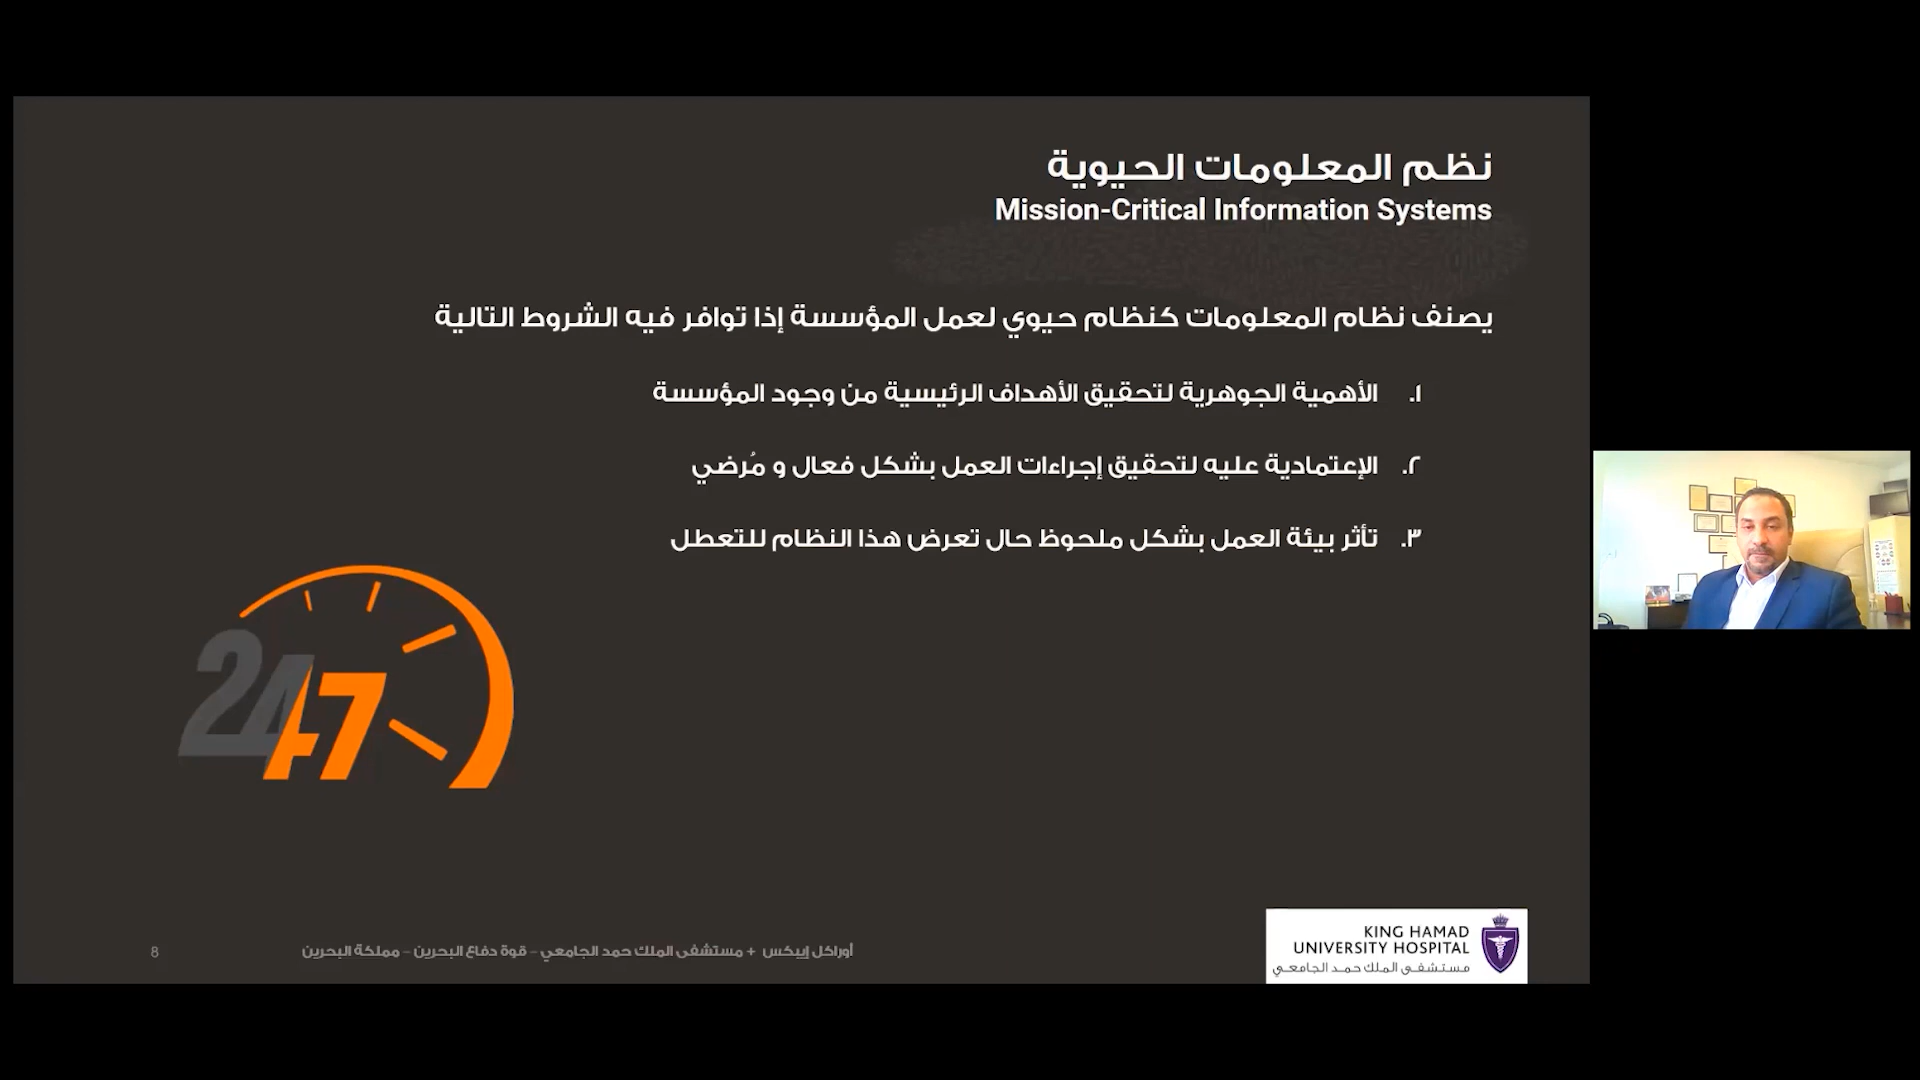 نظم المعلومات الحيوية
Mission-Critical Information Systems
يصنف نظام المعلومات كنظام حيوي لعمل المؤسسة إذا توافر فيه الشروط التالية
١. الأهمية الجوهرية لتحقيق الأهداف الرئيسية من وجود المؤسسة
٢. الإعتمادية عليه لتحقيق إجراءات العمل بشكل فعال و مُرضي
٣. تأثر بيئة العمل بشكل ملحوظ حال تعرض هذا النظام للتعطل
247
KING HAMAD
UNIVERSITY HOSPITAL
مستشفى الملك حمد الجامعي
أوراكل إيبكس + مستشفى الملك حمد الجامعي – قوة دفاع البحرين – مملكة البحرين
8